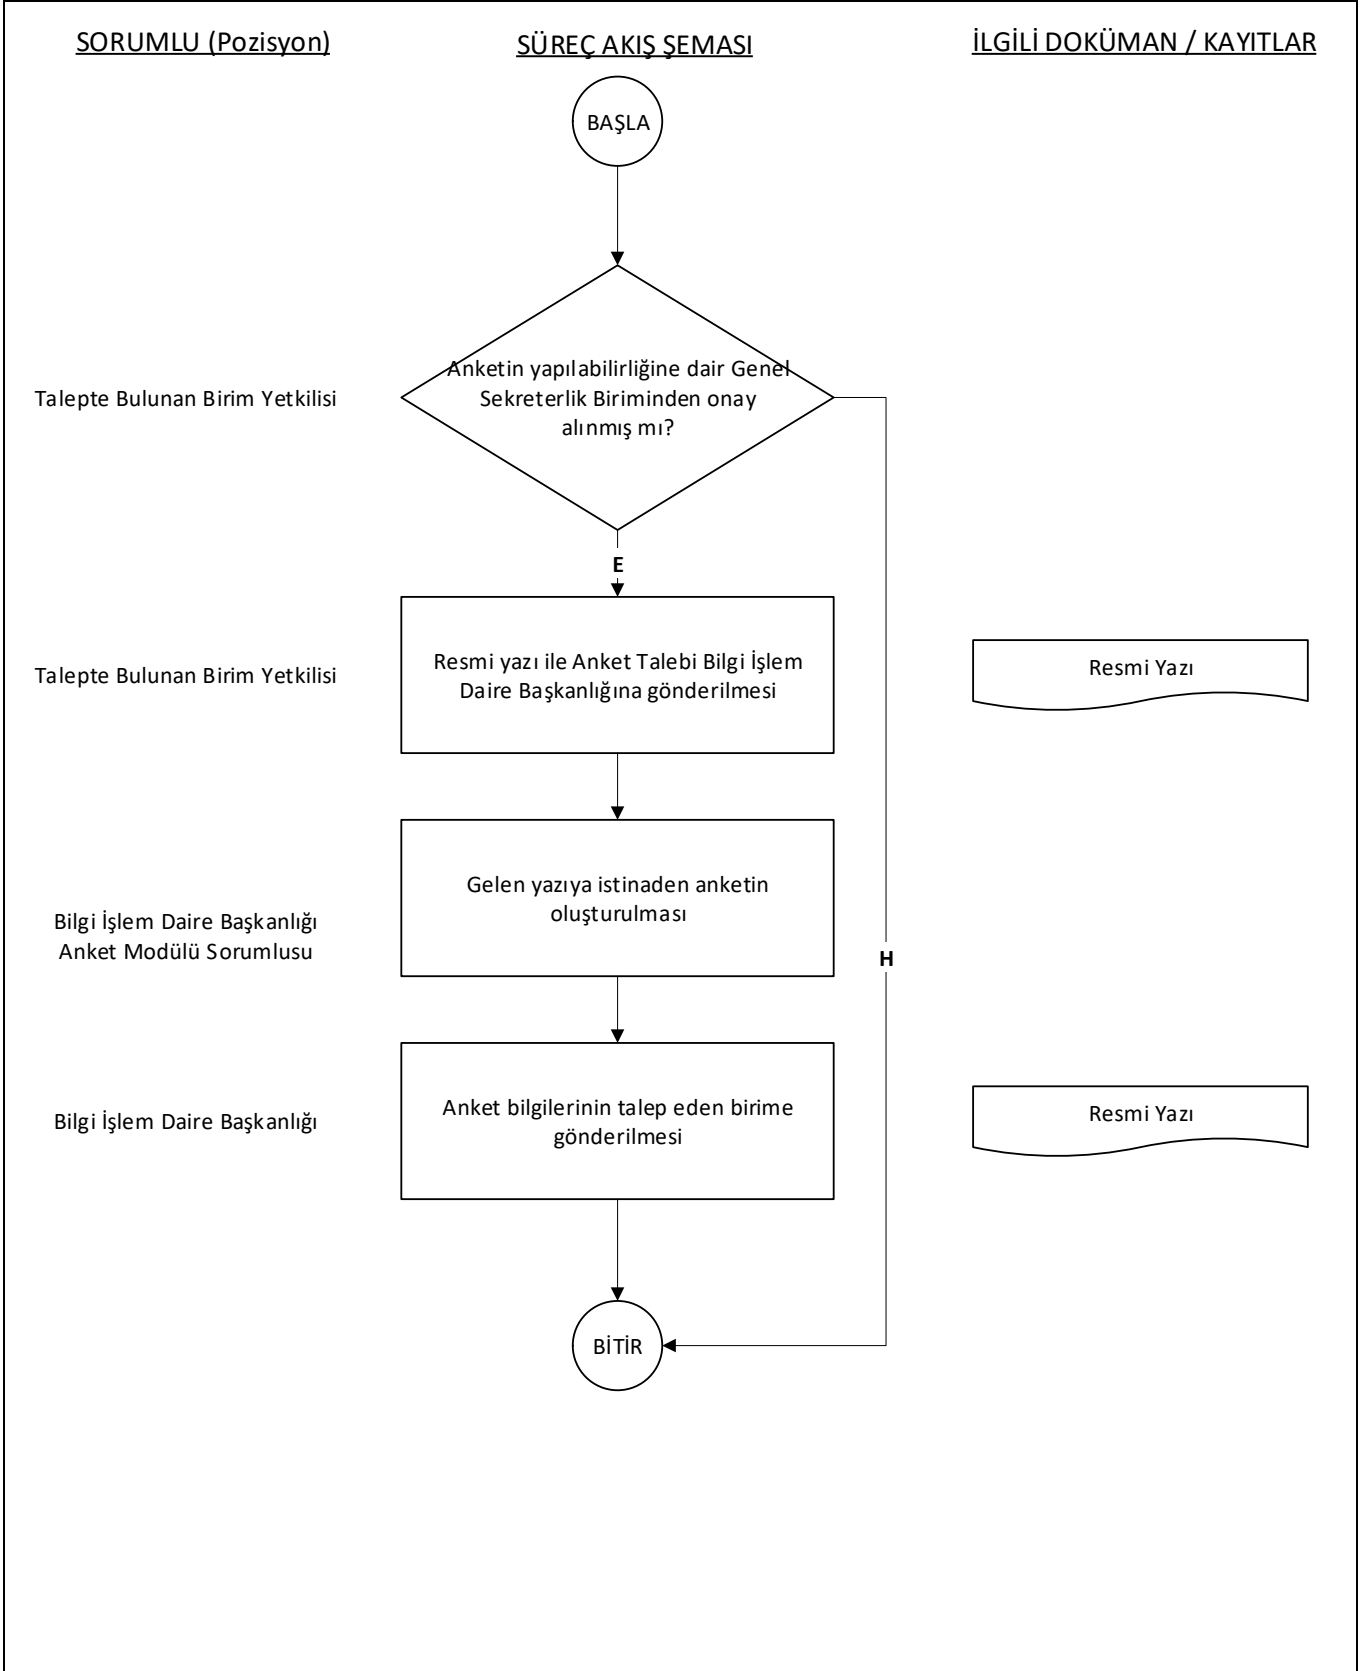 SORUMLU (Pozisyon)
SÜREÇ AKIŞ ŞEMASI
İLGİLİ DOKÜMAN / KAYITLAR
BAŞLA
Talepte Bulunan Birim Yetkilisi
Anketin yapılabilirliğine dair Genel
Sekreterlik Biriminden onay
alınmış mı?
E
Talepte Bulunan Birim Yetkilisi
Resmi yazı ile Anket Talebi Bilgi İşlem
Daire Başkanlığına gönderilmesi
Resmi Yazı
Bilgi İşlem Daire Başkanlığı
Anket Modülü Sorumlusu
Gelen yazıya istinaden anketin
oluşturulması
H
Bilgi İşlem Daire Başkanlığı
Anket bilgilerinin talep eden birime
gönderilmesi
Resmi Yazı
BİTİR